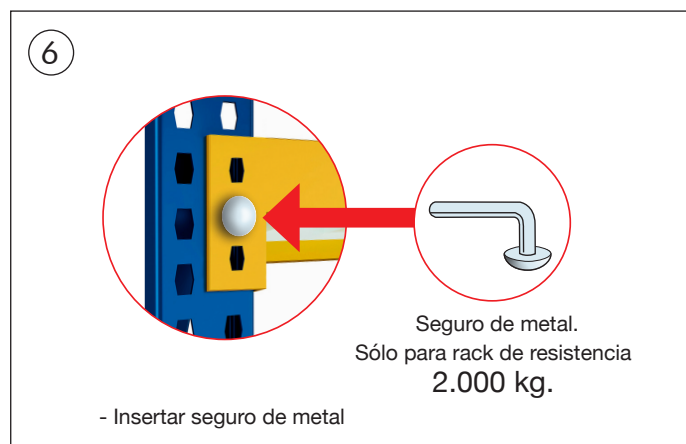 6
Seguro de metal.
Sólo para rack de resistencia
2.000 kg.
- Insertar seguro de metal